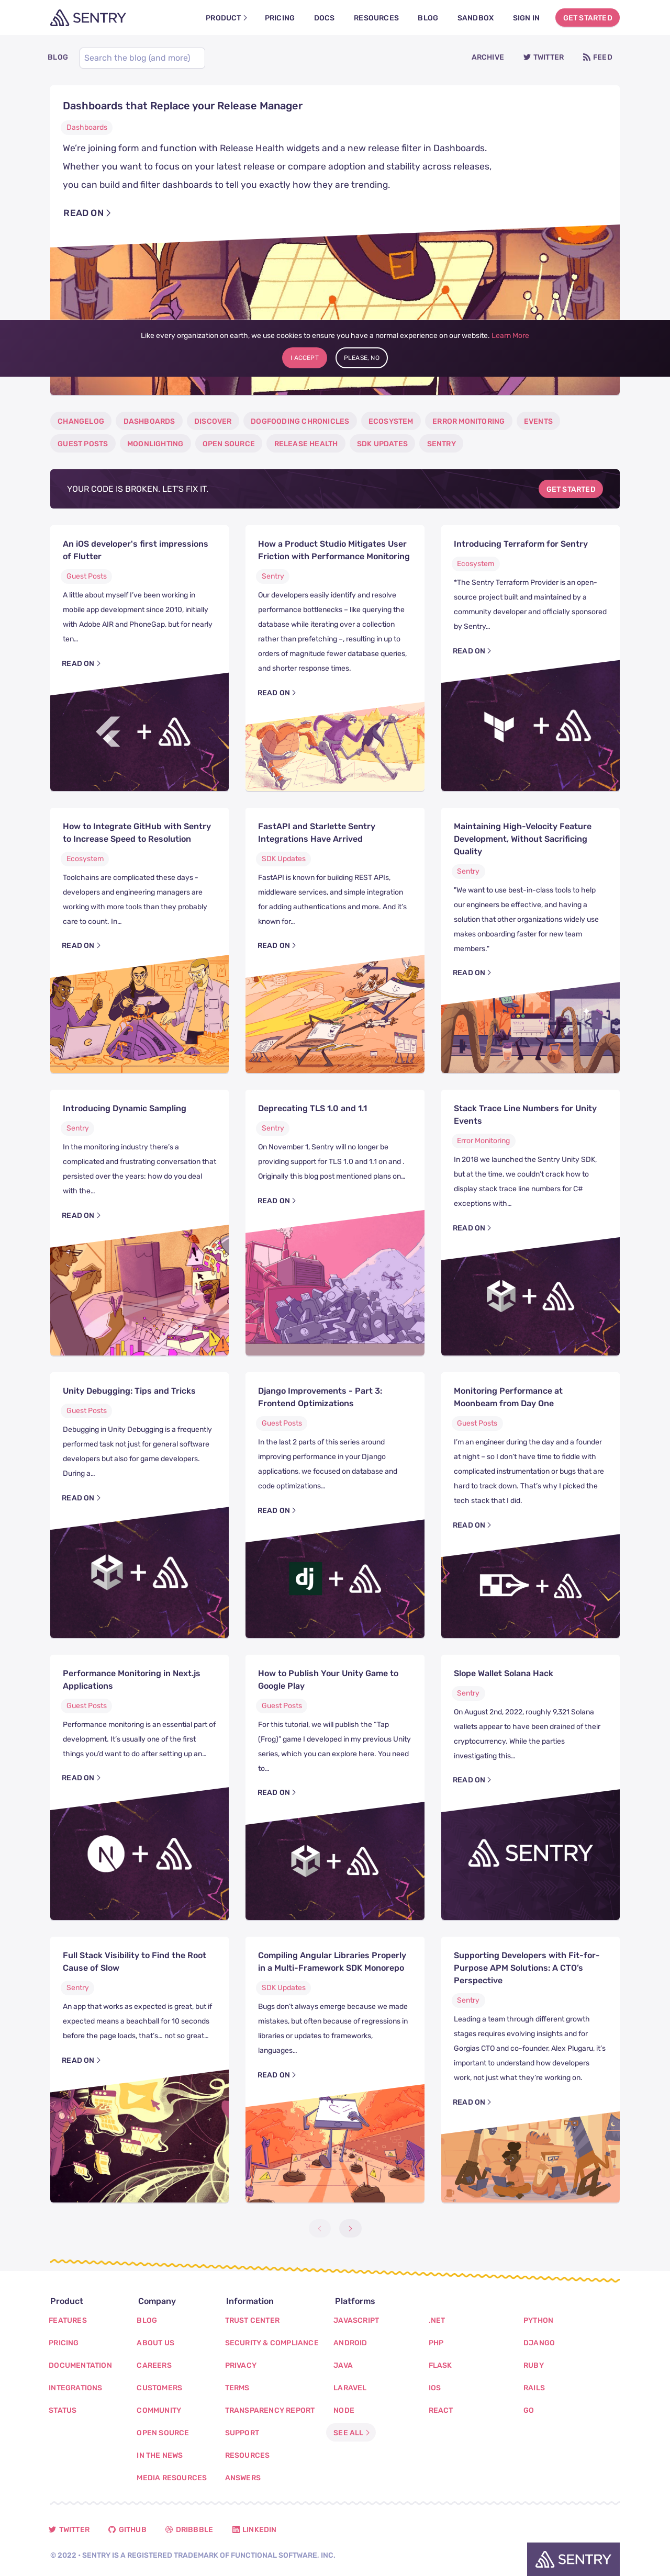 SENTRY
PRODUCT
PRICING
DOCS
RESOURCES
BLOG
SANDBOX
SIGN IN
GET STARTED
BLOG
Search the blog (and more)
ARCHIVE
TWITTER
FEED
Dashboards that Replace your Release Manager
Dashboards
We're joining form and function with Release Health widgets and a new release filter in Dashboards.
Whether you want to focus on your latest release or compare adoption and stability across releases,
you can build and filter dashboards to tell you exactly how they are trending.
READ ON
Like every organization on earth, we use cookies to ensure you have a normal experience on our website. Learn More
I ACCEPT
PLEASE, NO
CHANGELOG
DASHBOARDS
DISCOVER
DOGFOODING CHRONICLES
ECOSYSTEM
ERROR MONITORING
EVENTS
GUEST POSTS
MOONLIGHTING
OPEN SOURCE
RELEASE HEALTH
SDK UPDATES
SENTRY
YOUR CODE IS BROKEN. LET'S FIX IT.
GET STARTED
An iOS developer's first impressions
of Flutter
Guest Posts
A little about myself I've been working in
mobile app development since 2010, initially
with Adobe AIR and PhoneGap, but for nearly
ten…
READ ON
How a Product Studio Mitigates User
Friction with Performance Monitoring
Sentry
Our developers easily identify and resolve
performance bottlenecks – like querying the
database while iterating over a collection
rather than prefetching –, resulting in up to
orders of magnitude fewer database queries,
and shorter response times.
READ ON
Introducing Terraform for Sentry
Ecosystem
*The Sentry Terraform Provider is an open-
source project built and maintained by a
community developer and officially sponsored
by Sentry…
READ ON
How to Integrate GitHub with Sentry
to Increase Speed to Resolution
Ecosystem
Toolchains are complicated these days -
developers and engineering managers are
working with more tools than they probably
care to count. In…
READ ON
FastAPI and Starlette Sentry
Integrations Have Arrived
SDK Updates
FastAPI is known for building REST APIs,
middleware services, and simple integration
for adding authentications and more. And it's
known for…
READ ON
Maintaining High-Velocity Feature
Development, Without Sacrificing
Quality
Sentry
"We want to use best-in-class tools to help
our engineers be effective, and having a
solution that other organizations widely use
makes onboarding faster for new team
members."
READ ON
Introducing Dynamic Sampling
Sentry
In the monitoring industry there's a
complicated and frustrating conversation that
persisted over the years: how do you deal
with the…
READ ON
Deprecating TLS 1.0 and 1.1
Sentry
On November 1, Sentry will no longer be
providing support for TLS 1.0 and 1.1 on and .
Originally this blog post mentioned plans on…
READ ON
Stack Trace Line Numbers for Unity
Events
Error Monitoring
In 2018 we launched the Sentry Unity SDK,
but at the time, we couldn't crack how to
display stack trace line numbers for C#
exceptions with…
READ ON
Unity Debugging: Tips and Tricks
Guest Posts
Debugging in Unity Debugging is a frequently
performed task not just for general software
developers but also for game developers.
During a…
READ ON
Django Improvements - Part 3:
Frontend Optimizations
Guest Posts
In the last 2 parts of this series around
improving performance in your Django
applications, we focused on database and
code optimizations…
READ ON
dj
Monitoring Performance at
Moonbeam from Day One
Guest Posts
I'm an engineer during the day and a founder
at night – so I don't have time to fiddle with
complicated instrumentation or bugs that are
hard to track down. That's why I picked the
tech stack that I did.
READ ON
Performance Monitoring in Next.js
Applications
Guest Posts
Performance monitoring is an essential part of
development. It's usually one of the first
things you'd want to do after setting up an…
READ ON
N
How to Publish Your Unity Game to
Google Play
Guest Posts
For this tutorial, we will publish the "Tap
(Frog)" game I developed in my previous Unity
series, which you can explore here. You need
to…
READ ON
Slope Wallet Solana Hack
Sentry
On August 2nd, 2022, roughly 9,321 Solana
wallets appear to have been drained of their
cryptocurrency. While the parties
investigating this…
READ ON
SENTRY
Full Stack Visibility to Find the Root
Cause of Slow
Sentry
An app that works as expected is great, but if
expected means a beachball for 10 seconds
before the page loads, that's… not so great…
READ ON
Compiling Angular Libraries Properly
in a Multi-Framework SDK Monorepo
SDK Updates
Bugs don't always emerge because we made
mistakes, but often because of regressions in
libraries or updates to frameworks,
languages…
READ ON
Supporting Developers with Fit-for-
Purpose APM Solutions: A CTO's
Perspective
Sentry
Leading a team through different growth
stages requires evolving insights and for
Gorgias CTO and co-founder, Alex Plugaru, it's
important to understand how developers
work, not just what they're working on.
READ ON
Product
FEATURES
PRICING
DOCUMENTATION
INTEGRATIONS
STATUS
Company
BLOG
ABOUT US
CAREERS
CUSTOMERS
COMMUNITY
OPEN SOURCE
IN THE NEWS
MEDIA RESOURCES
Information
TRUST CENTER
SECURITY & COMPLIANCE
PRIVACY
TERMS
TRANSPARENCY REPORT
SUPPORT
RESOURCES
ANSWERS
Platforms
JAVASCRIPT
ANDROID
JAVA
LARAVEL
NODE
SEE ALL
.NET
PHP
FLASK
IOS
REACT
PYTHON
DJANGO
RUBY
RAILS
GO
TWITTER
GITHUB
DRIBBBLE
LINKEDIN
© 2022 • SENTRY IS A REGISTERED TRADEMARK OF FUNCTIONAL SOFTWARE, INC.
SENTRY